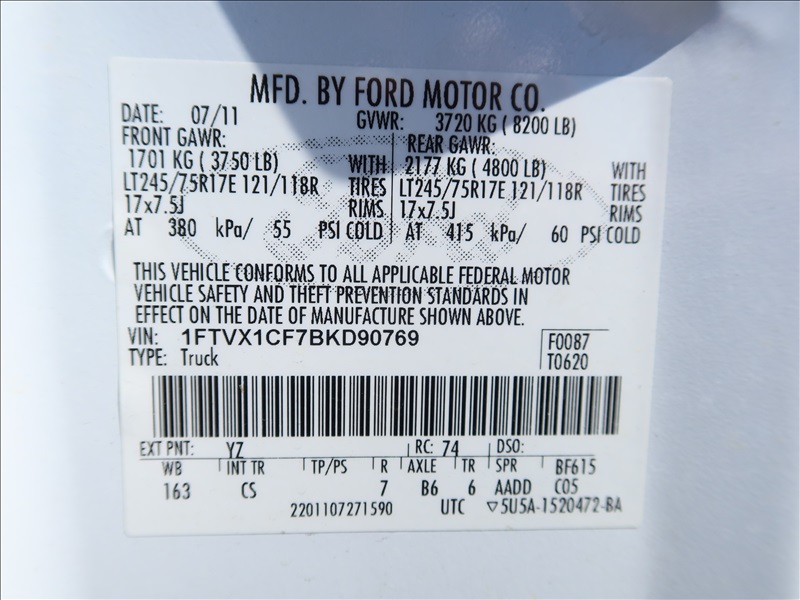 MFD. BY FORD MOTOR CO.
DATE: 07/11 GVWR: 3720 KG ( 8200 LB)
FRONT GAWR: REAR GAWR:
1701 KG ( 3750 LB) WITH 2177 KG ( 4800 LB) WITH
LT245/75R17E 121/118R TIRES LT245/75R17E 121/118R TIRES
17x7.5J RIMS 17x7.5J RIMS
AT 380 kPa/ 55 PSI COLD AT 415 kPa/ 60 PSI COLD
THIS VEHICLE CONFORMS TO ALL APPLICABLE FEDERAL MOTOR
VEHICLE SAFETY AND THEFT PREVENTION STANDARDS IN
EFFECT ON THE DATE OF MANUFACTURE SHOWN ABOVE.
VIN: 1FTVX1CF7BKD90769 F0087
TYPE: Truck T0620
EXT PNT: YZ RC: 74 DSO:
WB INT TR TP/PS R AXLE TR SPR BF615
163 CS 7 B6 6 AADD C05
2201107271590 UTC ▽5U5A-1520472-BA